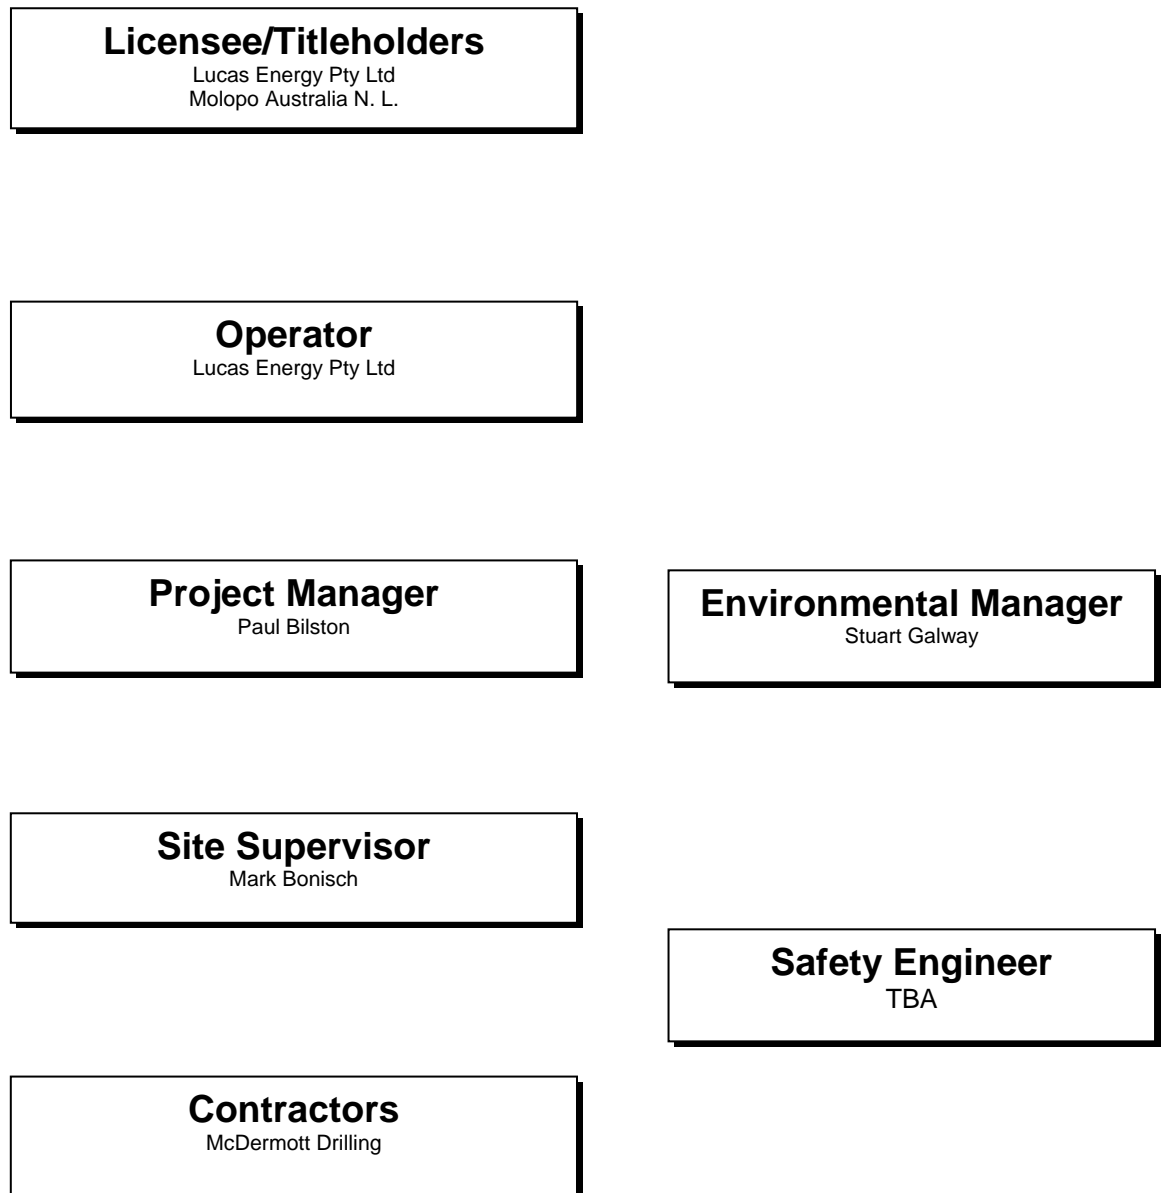 Licensee/Titleholders
Lucas Energy Pty Ltd
Molopo Australia N. L.
Operator
Lucas Energy Pty Ltd
Project Manager
Paul Bilston
Environmental Manager
Stuart Galway
Site Supervisor
Mark Bonisch
Safety Engineer
TBA
Contractors
McDermott Drilling